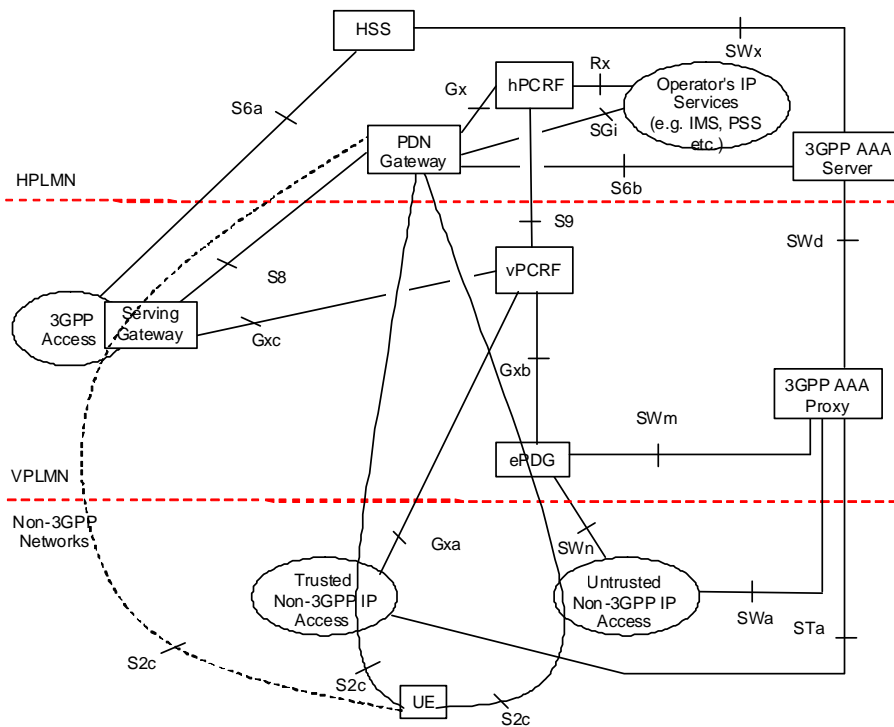 HSS
SWx
Rx
hPCRF
Gx
Operator's IP
Services
(e.g. IMS, PSS
etc.)
S6a
SGi
PDN
Gateway
3GPP AAA
Server
HPLMN
S6b
S9
SWd
vPCRF
S8
3GPP
Access
Serving
Gateway
Gxc
Gxb
3GPP AAA
Proxy
SWm
ePDG
VPLMN
Non-3GPP
Networks
Gxa
SWn
Trusted
Non-3GPP IP
Access
Untrusted
Non-3GPP IP
Access
SWa
STa
S2c
S2c
UE
S2c